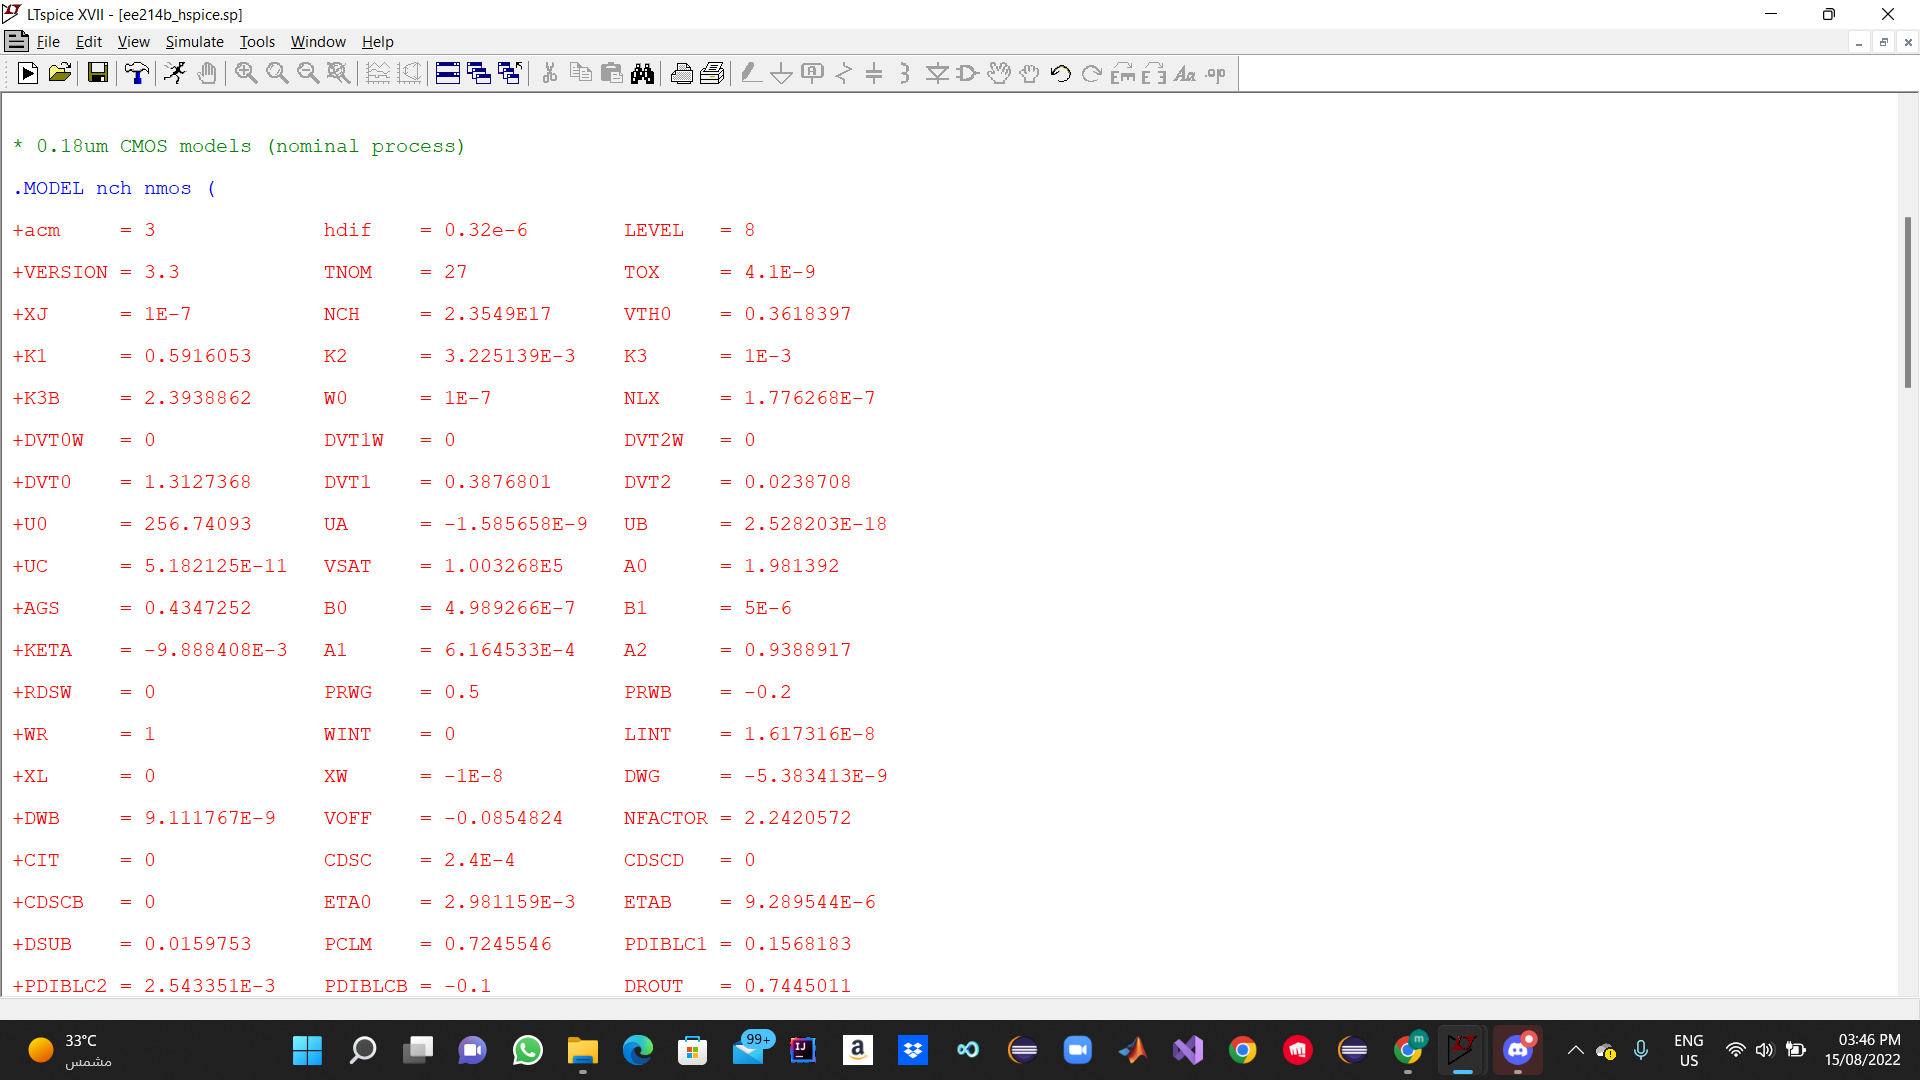 LTspice XVII - [ee214b_hspice.sp]
File Edit View Simulate Tools Window Help
* 0.18um CMOS models (nominal process)
.MODEL nch nmos (
+acm = 3 hdif = 0.32e-6 LEVEL = 8
+VERSION = 3.3 TNOM = 27 TOX = 4.1E-9
+XJ = 1E-7 NCH = 2.3549E17 VTH0 = 0.3618397
+K1 = 0.5916053 K2 = 3.225139E-3 K3 = 1E-3
+K3B = 2.3938862 W0 = 1E-7 NLX = 1.776268E-7
+DVT0W = 0 DVT1W = 0 DVT2W = 0
+DVT0 = 1.3127368 DVT1 = 0.3876801 DVT2 = 0.0238708
+U0 = 256.74093 UA = -1.585658E-9 UB = 2.528203E-18
+UC = 5.182125E-11 VSAT = 1.003268E5 A0 = 1.981392
+AGS = 0.4347252 B0 = 4.989266E-7 B1 = 5E-6
+KETA = -9.888408E-3 A1 = 6.164533E-4 A2 = 0.9388917
+RDSW = 0 PRWG = 0.5 PRWB = -0.2
+WR = 1 WINT = 0 LINT = 1.617316E-8
+XL = 0 XW = -1E-8 DWG = -5.383413E-9
+DWB = 9.111767E-9 VOFF = -0.0854824 NFACTOR = 2.2420572
+CIT = 0 CDSC = 2.4E-4 CDSCD = 0
+CDSCB = 0 ETA0 = 2.981159E-3 ETAB = 9.289544E-6
+DSUB = 0.0159753 PCLM = 0.7245546 PDIBLC1 = 0.1568183
+PDIBLC2 = 2.543351E-3 PDIBLCB = -0.1 DROUT = 0.7445011
33°C
مشمس
99+
ENG
US
03:46 PM
15/08/2022